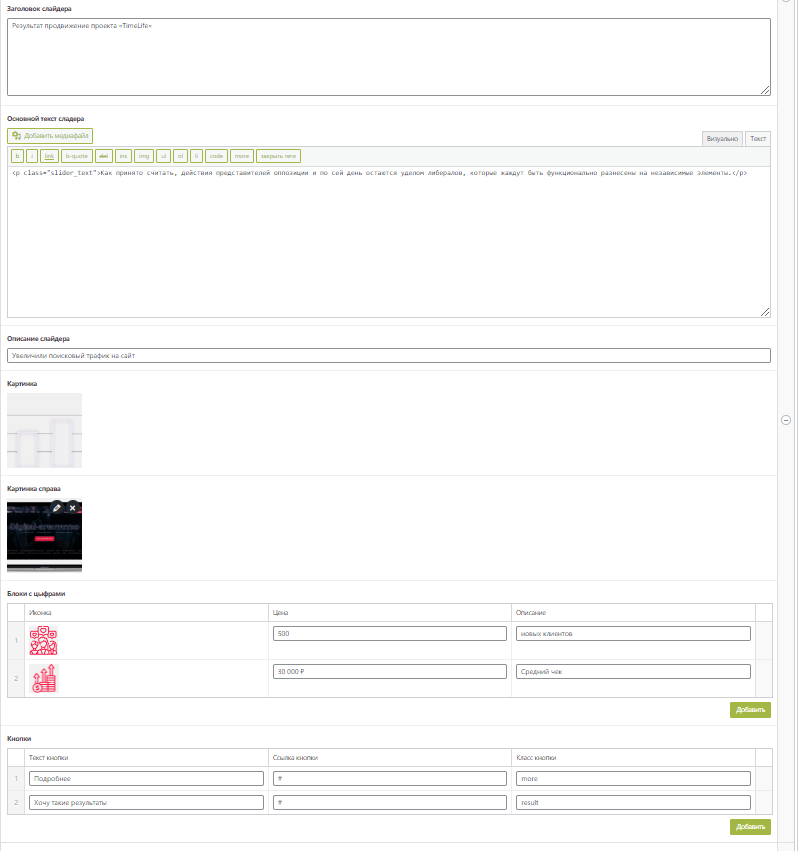 Заголовок слайдера
Результат продвижение проекта «TimeLife»
Основной текст сладера
Добавить медиафайл
Визуально Текст
b i link b-quote del ins img ul ol li code more закрыть теги
<p class="slider_text">Как принято считать, действия представителей оппозиции и по сей день остаются уделом либералов, которые жаждут быть функционально разнесены на независимые элементы.</p>
Описание слайдера
Увеличили поисковый трафик на сайт
Картинка
Картинка справа
Блоки с цыфрами
Иконка Цена Описание
1 500 новых клиентов
2 30 000 ₽ Средний чек
Добавить
Кнопки
Текст кнопки Ссылка кнопки Класс кнопки
1 Подробнее # more
2 Хочу такие результаты # result
Добавить